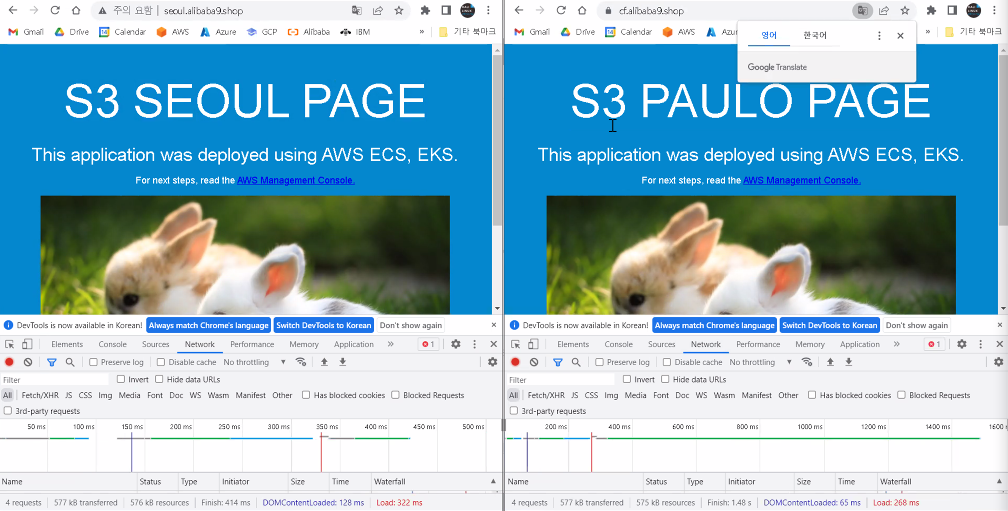 주의 요함 seoul.alibaba9.shop
Gmail Drive Calendar AWS Azure GCP Alibaba IBM » 기타 북마크
S3 SEOUL PAGE
This application was deployed using AWS ECS, EKS.
For next steps, read the AWS Management Console.
DevTools is now available in Korean! Always match Chrome's language Switch DevTools to Korean Don't show again
Elements Console Sources Network Performance Memory Application » 1
Preserve log Disable cache No throttling
Filter Invert Hide data URLs
All Fetch/XHR JS CSS Img Media Font Doc WS Wasm Manifest Other Has blocked cookies Blocked Requests
3rd-party requests
50 ms 100 ms 150 ms 200 ms 250 ms 300 ms 350 ms 400 ms 450 ms 500 ms
Name Status Type Initiator Size Time Waterfall
4 requests 577 kB transferred 576 kB resources Finish: 414 ms DOMContentLoaded: 128 ms Load: 322 ms
cf.alibaba9.shop
Gmail Drive Calendar AWS Az » 기타 북마크
영어 한국어
Google Translate
S3 PAULO PAGE
This application was deployed using AWS ECS, EKS.
For next steps, read the AWS Management Console.
DevTools is now available in Korean! Always match Chrome's language Switch DevTools to Korean Don't show again
Elements Console Sources Network Performance Memory Application » 1
Preserve log Disable cache No throttling
Filter Invert Hide data URLs
All Fetch/XHR JS CSS Img Media Font Doc WS Wasm Manifest Other Has blocked cookies Blocked Requests
3rd-party requests
200 ms 400 ms 600 ms 800 ms 1000 ms 1200 ms 1400 ms 1600
Name Status Type Initiator Size Time Waterfall
4 requests 577 kB transferred 575 kB resources Finish: 1.48 s DOMContentLoaded: 65 ms Load: 268 ms